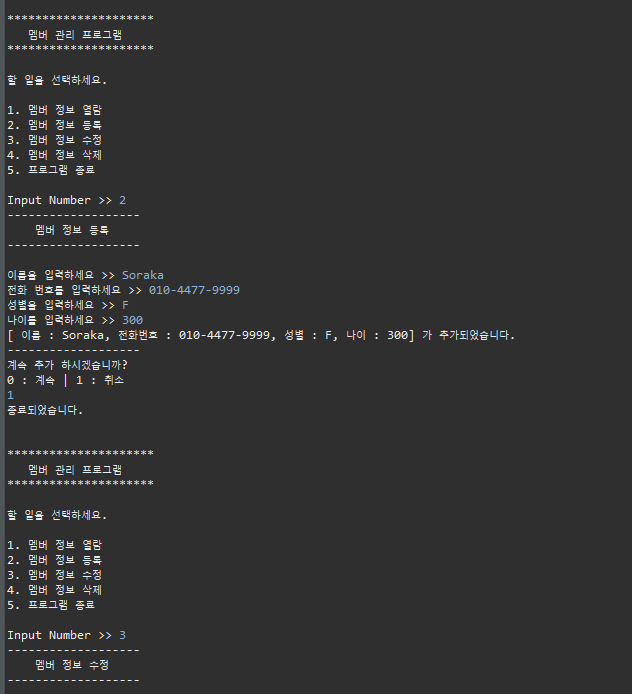 *********************
멤버 관리 프로그램
*********************
할 일을 선택하세요.
1. 멤버 정보 열람
2. 멤버 정보 등록
3. 멤버 정보 수정
4. 멤버 정보 삭제
5. 프로그램 종료
Input Number >> 2
-------------------
멤버 정보 등록
-------------------
이름을 입력하세요 >> Soraka
전화 번호를 입력하세요 >> 010-4477-9999
성별을 입력하세요 >> F
나이를 입력하세요 >> 300
[ 이름 : Soraka, 전화번호 : 010-4477-9999, 성별 : F, 나이 : 300] 가 추가되었습니다.
-------------------
계속 추가 하시겠습니까?
0 : 계속 | 1 : 취소
1
종료되었습니다.
*********************
멤버 관리 프로그램
*********************
할 일을 선택하세요.
1. 멤버 정보 열람
2. 멤버 정보 등록
3. 멤버 정보 수정
4. 멤버 정보 삭제
5. 프로그램 종료
Input Number >> 3
-------------------
멤버 정보 수정
-------------------